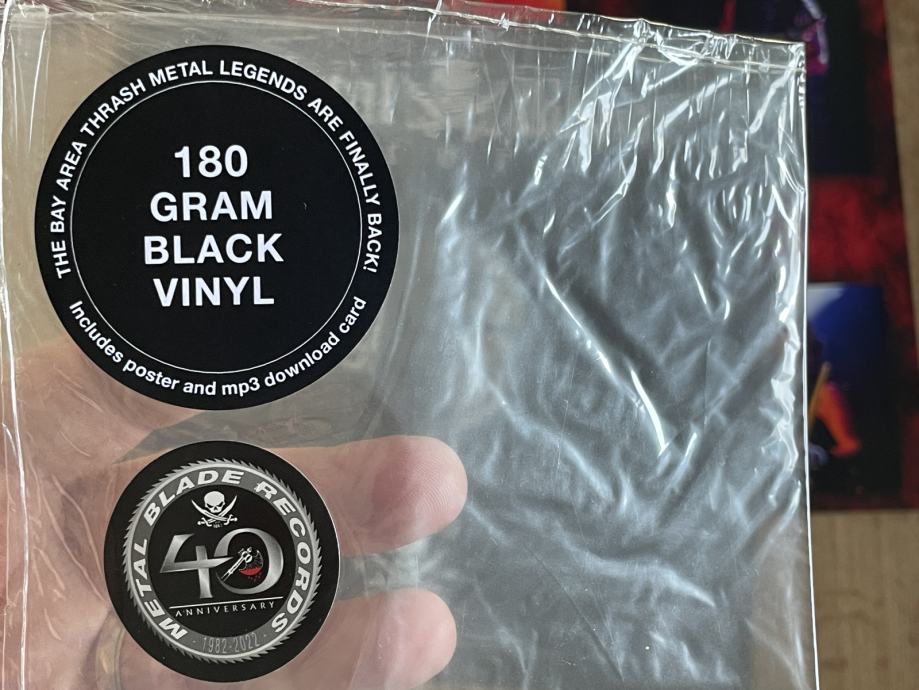 THE BAY AREA THRASH METAL LEGENDS ARE FINALLY BACK!
180
GRAM
BLACK
VINYL
Includes poster and mp3 download card
METAL BLADE RECORDS
40
ANNIVERSARY
- 1982-2022 -